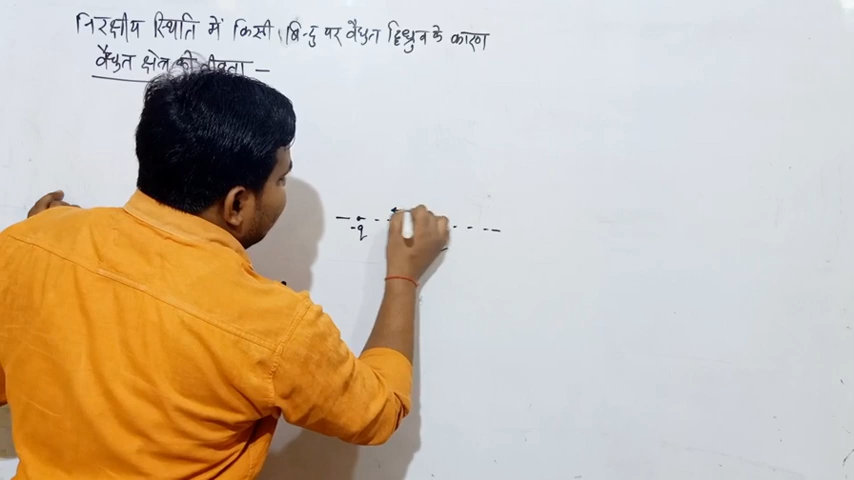 निरक्षीय स्थिति में किसी बिन्दु पर वैद्युत द्विध्रुव के कारण
वैद्युत क्षेत्र की तीव्रता –
-q